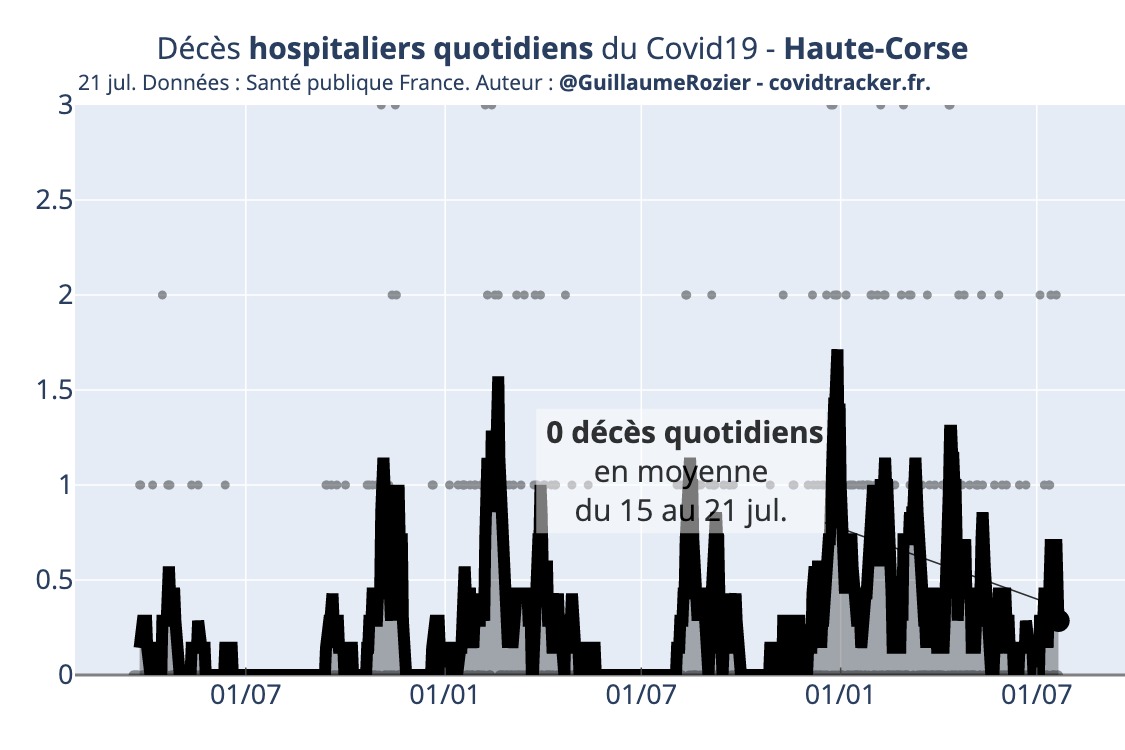 Décès hospitaliers quotidiens du Covid19 - Haute-Corse
21 jul. Données : Santé publique France. Auteur : @GuillaumeRozier - covidtracker.fr.
3
2.5
2
1.5
1
0.5
0
0 décès quotidiens
en moyenne
du 15 au 21 jul.
01/07
01/01
01/07
01/01
01/07